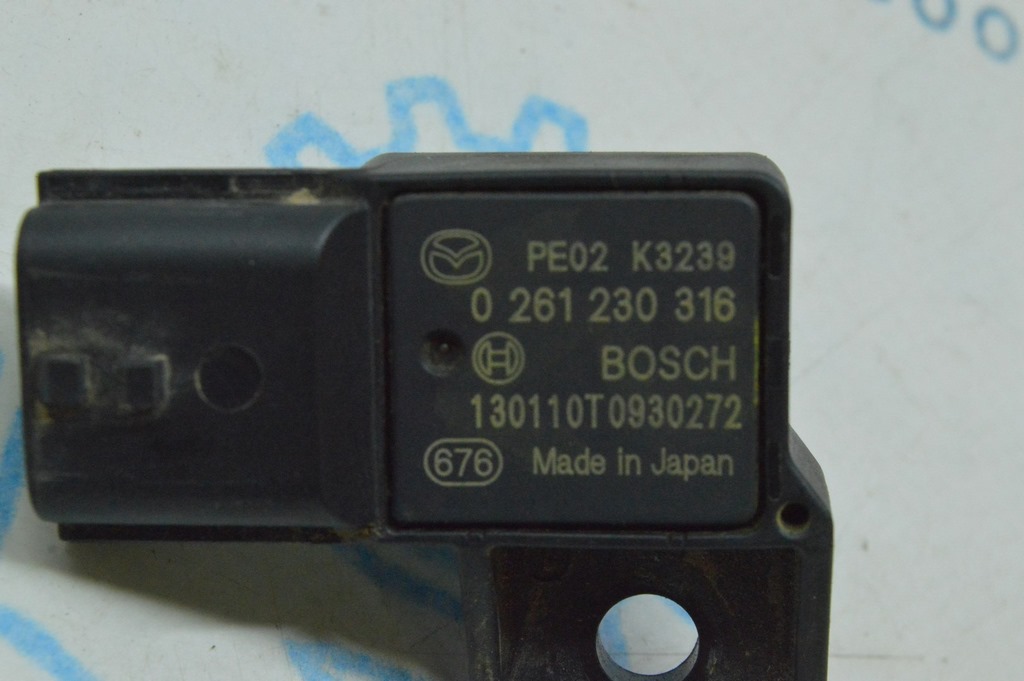 PE02 K3239
0 261 230 316
BOSCH
130110T0930272
676 Made in Japan